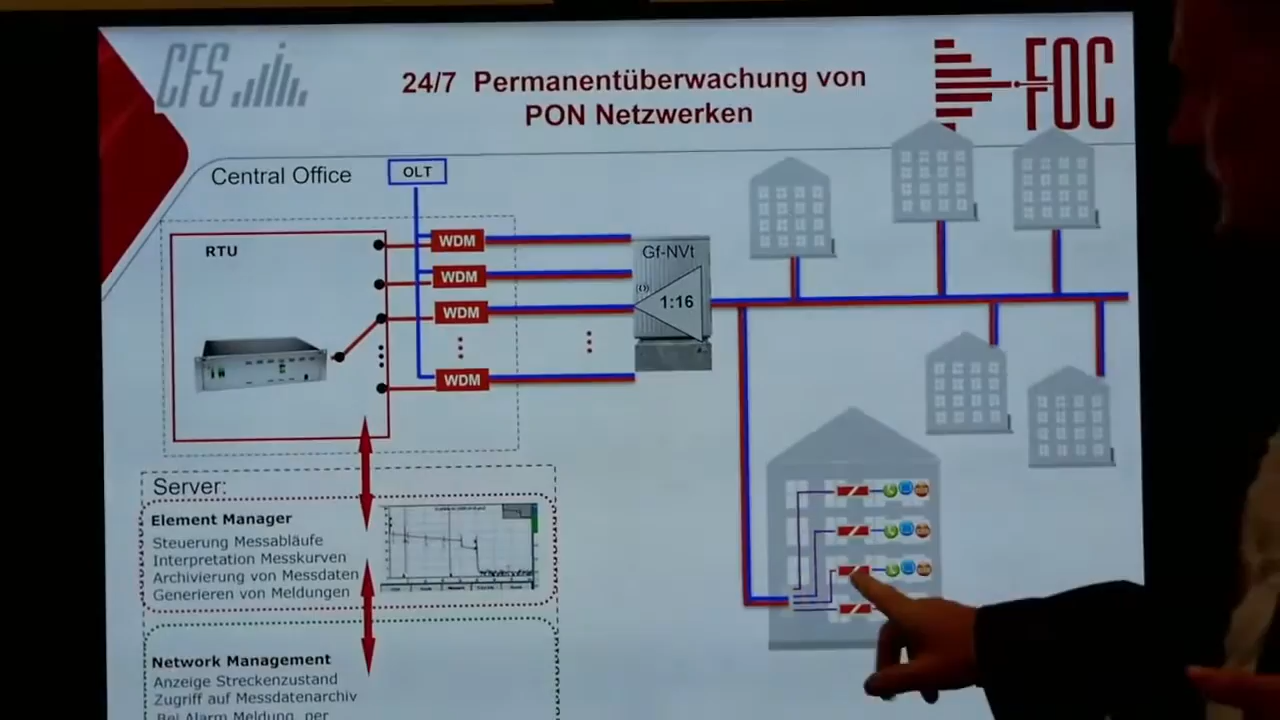 CFS
24/7 Permanentüberwachung von
PON Netzwerken
FOC
Central Office
OLT
RTU
WDM
WDM
WDM
WDM
Gf-NVt
1:16
Server:
Element Manager
Steuerung Messabläufe
Interpretation Messkurven
Archivierung von Messdaten
Generieren von Meldungen
Network Management
Anzeige Streckenzustand
Zugriff auf Messdatenarchiv
Bei Alarm Meldung, per